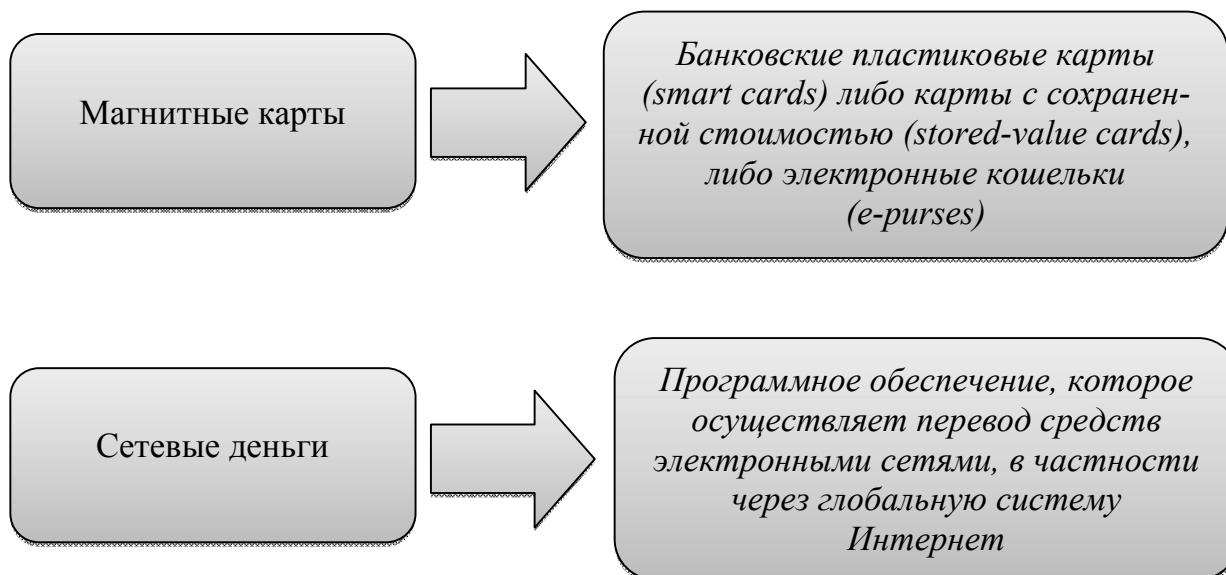 Магнитные карты
Банковские пластиковые карты
(smart cards) либо карты с сохранен-
ной стоимостью (stored-value cards),
либо электронные кошельки
(e-purses)
Сетевые деньги
Программное обеспечение, которое
осуществляет перевод средств
электронными сетями, в частности
через глобальную систему
Интернет